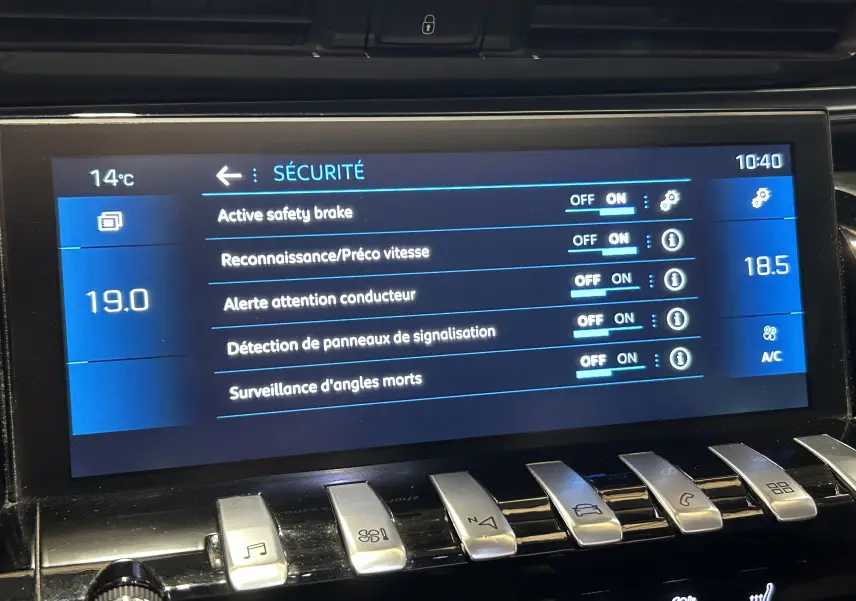 14°C
SÉCURITÉ
10:40
Active safety brake OFF ON
Reconnaissance/Préco vitesse OFF ON
19.0
18.5
Alerte attention conducteur OFF ON
Détection de panneaux de signalisation OFF ON
A/C
Surveillance d'angles morts OFF ON
N